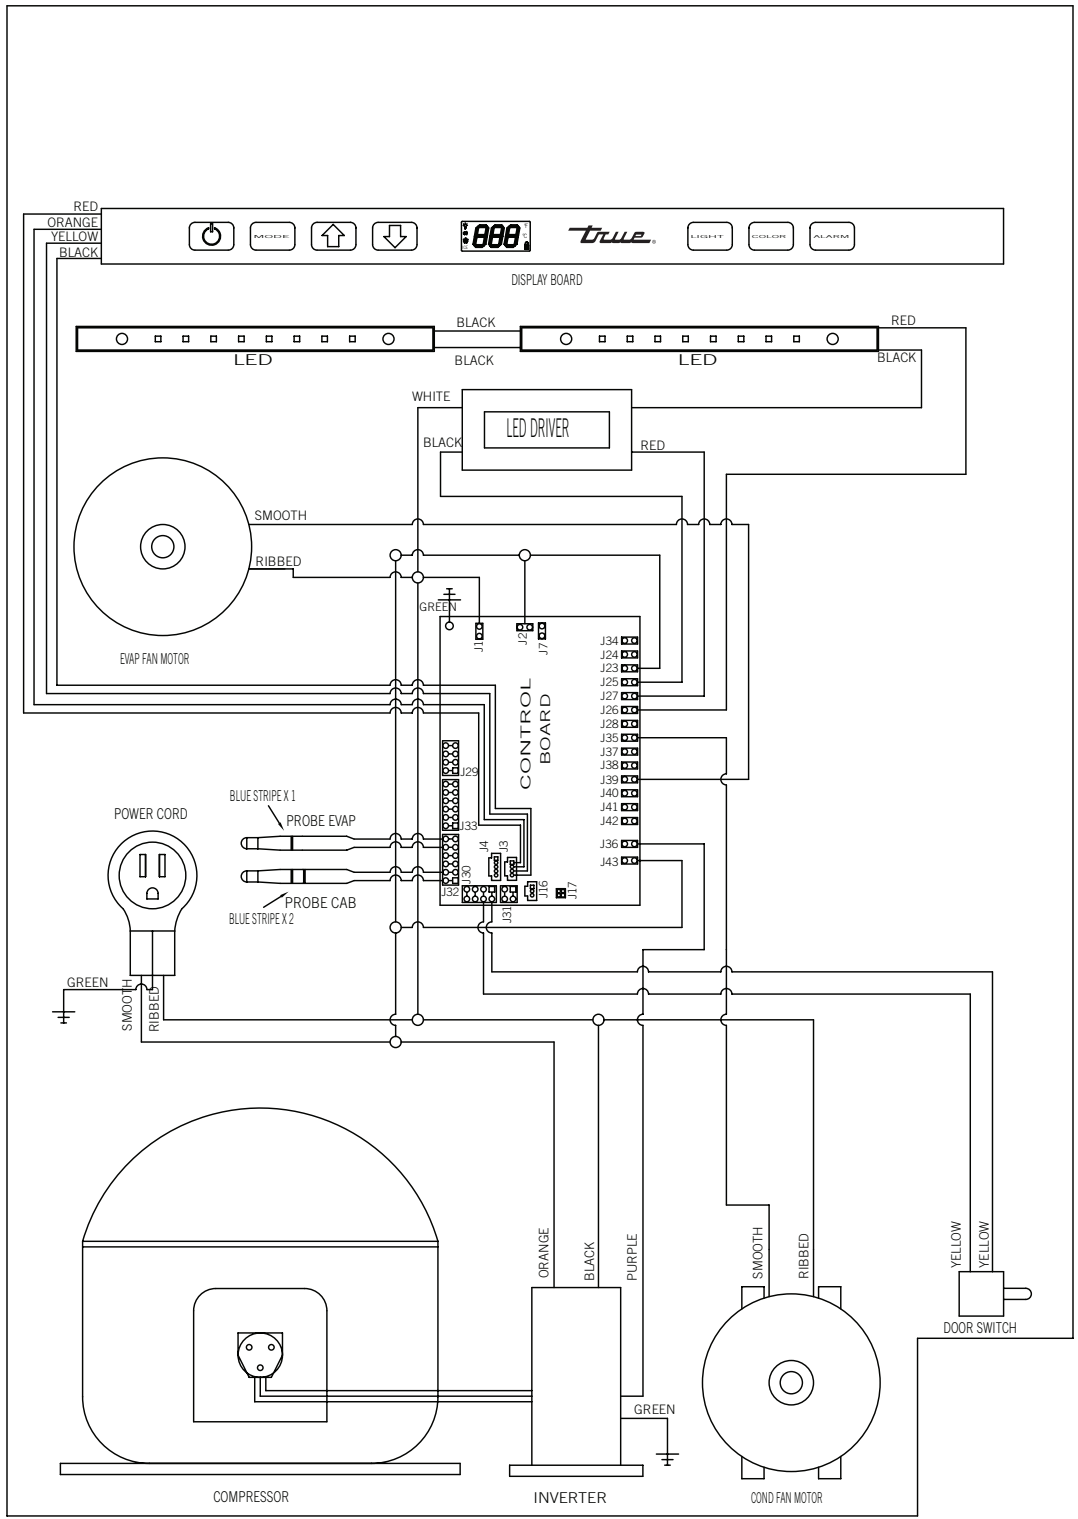 RED
ORANGE
YELLOW
BLACK
MODE
888
true
LIGHT
COLOR
ALARM
DISPLAY BOARD
BLACK
RED
LED
BLACK
LED
BLACK
WHITE
LED DRIVER
BLACK
RED
SMOOTH
RIBBED
GREEN
EVAP FAN MOTOR
J1
J2
J7
J34
J24
J23
J25
J27
J26
J28
J35
J37
J38
J39
J40
J41
J42
J36
J43
CONTROL
BOARD
J29
J33
J4
J3
J30
J32
J31
J16
J17
BLUE STRIPE X 1
POWER CORD
PROBE EVAP
PROBE CAB
BLUE STRIPE X 2
GREEN
SMOOTH
RIBBED
ORANGE
BLACK
PURPLE
SMOOTH
RIBBED
YELLOW
YELLOW
DOOR SWITCH
GREEN
COMPRESSOR
INVERTER
COND FAN MOTOR